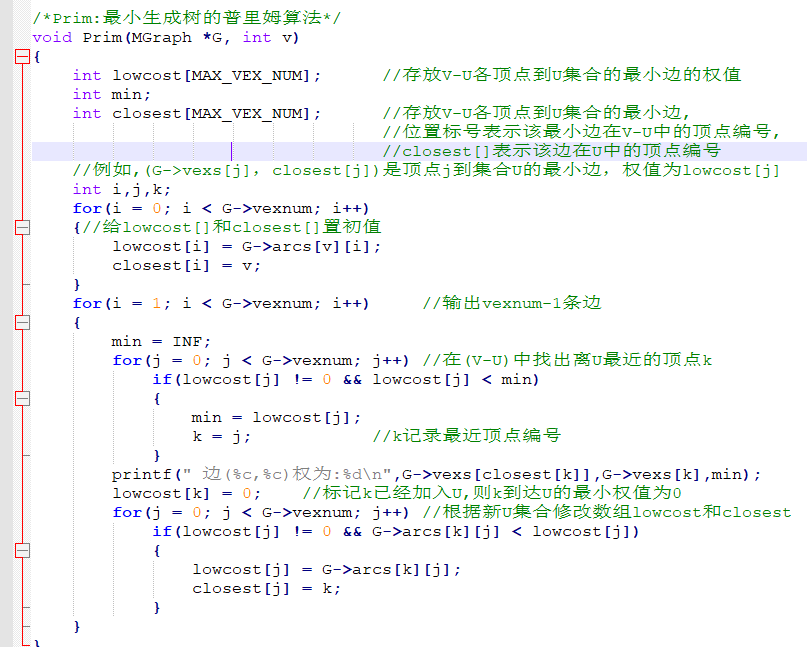 /*Prim:最小生成树的普里姆算法*/
void Prim(MGraph *G, int v)
{
    int lowcost[MAX_VEX_NUM];      //存放V-U各顶点到U集合的最小边的权值
    int min;
    int closest[MAX_VEX_NUM];      //存放V-U各顶点到U集合的最小边,
                                   //位置标号表示该最小边在V-U中的顶点编号,
                                   //closest[]表示该边在U中的顶点编号
    //例如,(G->vexs[j], closest[j])是顶点j到集合U的最小边, 权值为lowcost[j]
    int i,j,k;
    for(i = 0; i < G->vexnum; i++)
    {//给lowcost[]和closest[]置初值
        lowcost[i] = G->arcs[v][i];
        closest[i] = v;
    }
    for(i = 1; i < G->vexnum; i++)     //输出vexnum-1条边
    {
        min = INF;
        for(j = 0; j < G->vexnum; j++) //在(V-U)中找出离U最近的顶点k
            if(lowcost[j] != 0 && lowcost[j] < min)
            {
                min = lowcost[j];
                k = j;            //k记录最近顶点编号
            }
        printf(" 边(%c,%c)权为:%d\n",G->vexs[closest[k]],G->vexs[k],min);
        lowcost[k] = 0;    //标记k已经加入U,则k到达U的最小权值为0
        for(j = 0; j < G->vexnum; j++) //根据新U集合修改数组lowcost和closest
            if(lowcost[j] != 0 && G->arcs[k][j] < lowcost[j])
            {
                lowcost[j] = G->arcs[k][j];
                closest[j] = k;
            }
    }
}